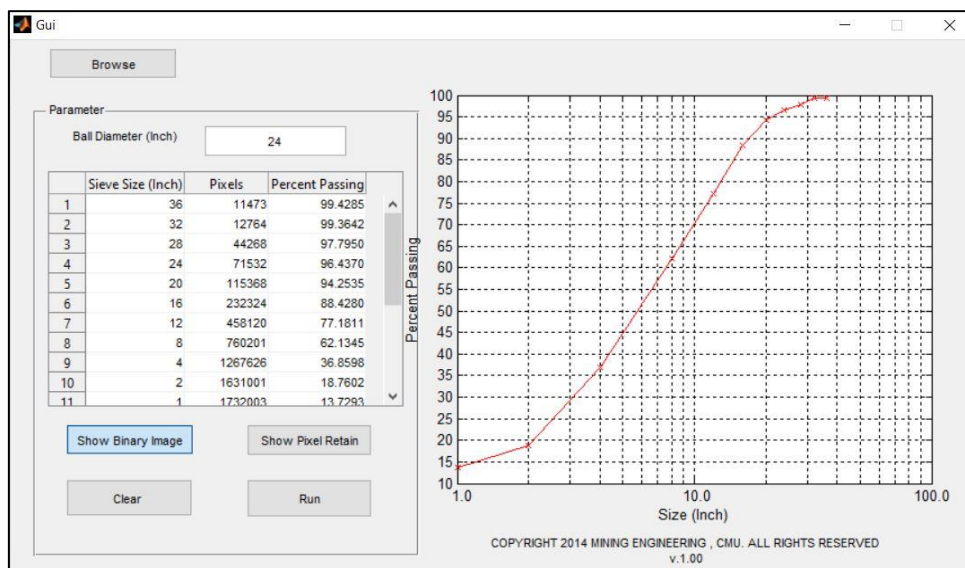 Gui
Browse
Parameter
Ball Diameter (Inch)
24
Sieve Size (Inch) Pixels Percent Passing
1 36 11473 99.4285
2 32 12764 99.3642
3 28 44268 97.7950
4 24 71532 96.4370
5 20 115368 94.2535
6 16 232324 88.4280
7 12 458120 77.1811
8 8 760201 62.1345
9 4 1267626 36.8598
10 2 1631001 18.7602
11 1 1732003 13.7293
Show Binary Image
Show Pixel Retain
Clear
Run
Percent Passing
100
95
90
85
80
75
70
65
60
55
50
45
40
35
30
25
20
15
10
1.0 10.0 100.0
Size (Inch)
COPYRIGHT 2014 MINING ENGINEERING , CMU. ALL RIGHTS RESERVED
v.1.00